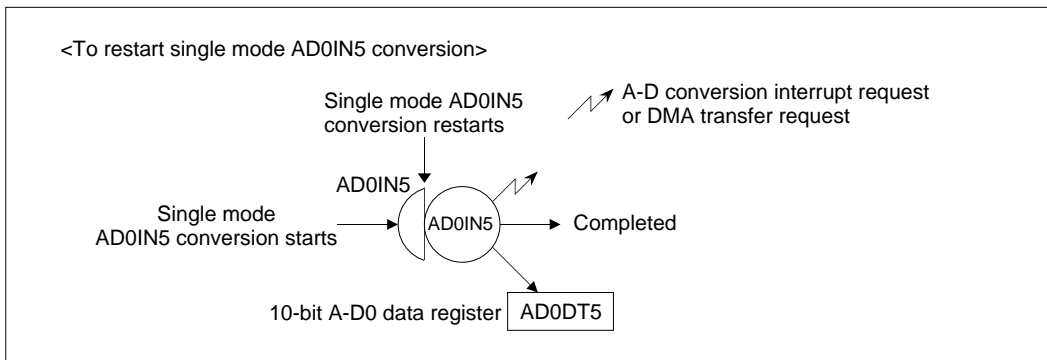 <To restart single mode AD0IN5 conversion>
Single mode AD0IN5
conversion restarts
A-D conversion interrupt request
or DMA transfer request
AD0IN5
Single mode
AD0IN5 conversion starts
AD0IN5
Completed
10-bit A-D0 data register
AD0DT5